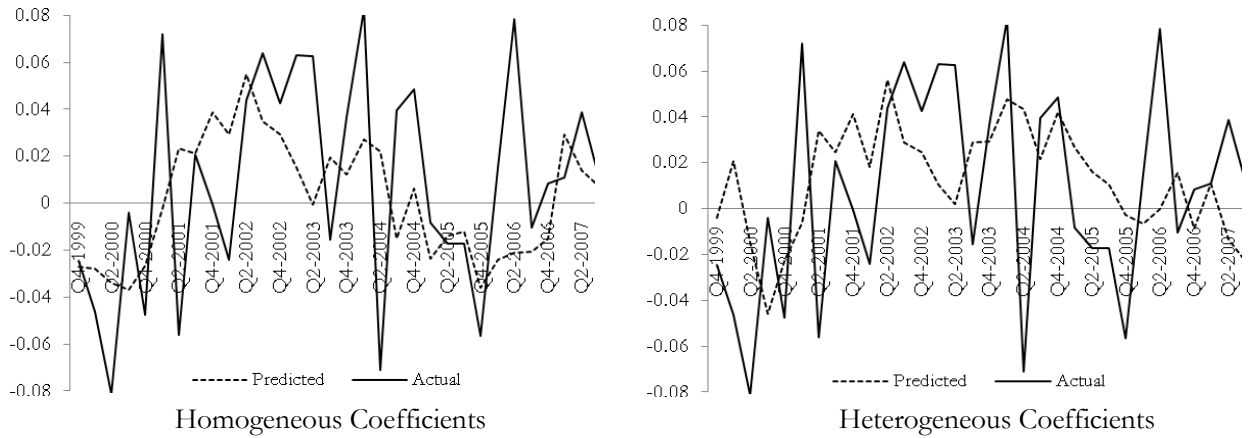 0.08
0.06
0.04
0.02
0
-0.02
-0.04
-0.06
-0.08
Q4-1999
Q2-2000
Q4-2000
Q2-2001
Q4-2001
Q2-2002
Q4-2002
Q2-2003
Q4-2003
Q2-2004
Q4-2004
Q2-2005
Q4-2005
Q2-2006
Q4-2006
Q2-2007
Predicted
Actual
Homogeneous Coefficients
0.08
0.06
0.04
0.02
0
-0.02
-0.04
-0.06
-0.08
Q4-1999
Q2-2000
Q4-2000
Q2-2001
Q4-2001
Q2-2002
Q4-2002
Q2-2003
Q4-2003
Q2-2004
Q4-2004
Q2-2005
Q4-2005
Q2-2006
Q4-2006
Q2-2007
Predicted
Actual
Heterogeneous Coefficients